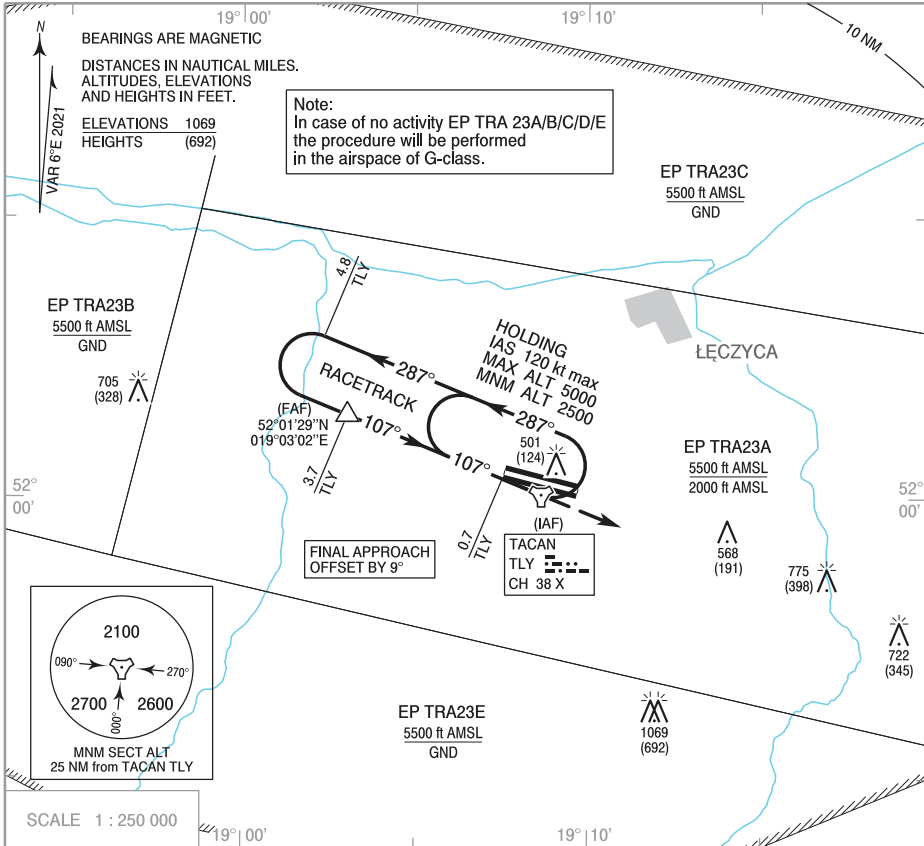 19° 00'
19° 10'
10 NM
N
VAR 6°E 2021
BEARINGS ARE MAGNETIC
DISTANCES IN NAUTICAL MILES.
ALTITUDES, ELEVATIONS
AND HEIGHTS IN FEET.
ELEVATIONS 1069
HEIGHTS (692)
Note:
In case of no activity EP TRA 23A/B/C/D/E
the procedure will be performed
in the airspace of G-class.
EP TRA23C
5500 ft AMSL
GND
4.8
TLY
EP TRA23B
5500 ft AMSL
GND
705
(328)
HOLDING
IAS 120 kt max
MAX ALT 5000
MNM ALT 2500
ŁĘCZYCA
287°
RACETRACK
287°
(FAF)
52°01'29"N
019°03'02"E
107°
107°
501
(124)
EP TRA23A
5500 ft AMSL
2000 ft AMSL
3.7
TLY
0.7
TLY
52°
00'
52°
00'
(IAF)
TACAN
TLY
CH 38 X
FINAL APPROACH
OFFSET BY 9°
568
(191)
775
(398)
722
(345)
2100
090°
270°
2700
2600
000°
MNM SECT ALT
25 NM from TACAN TLY
EP TRA23E
5500 ft AMSL
GND
1069
(692)
SCALE 1 : 250 000
19° 00'
19° 10'